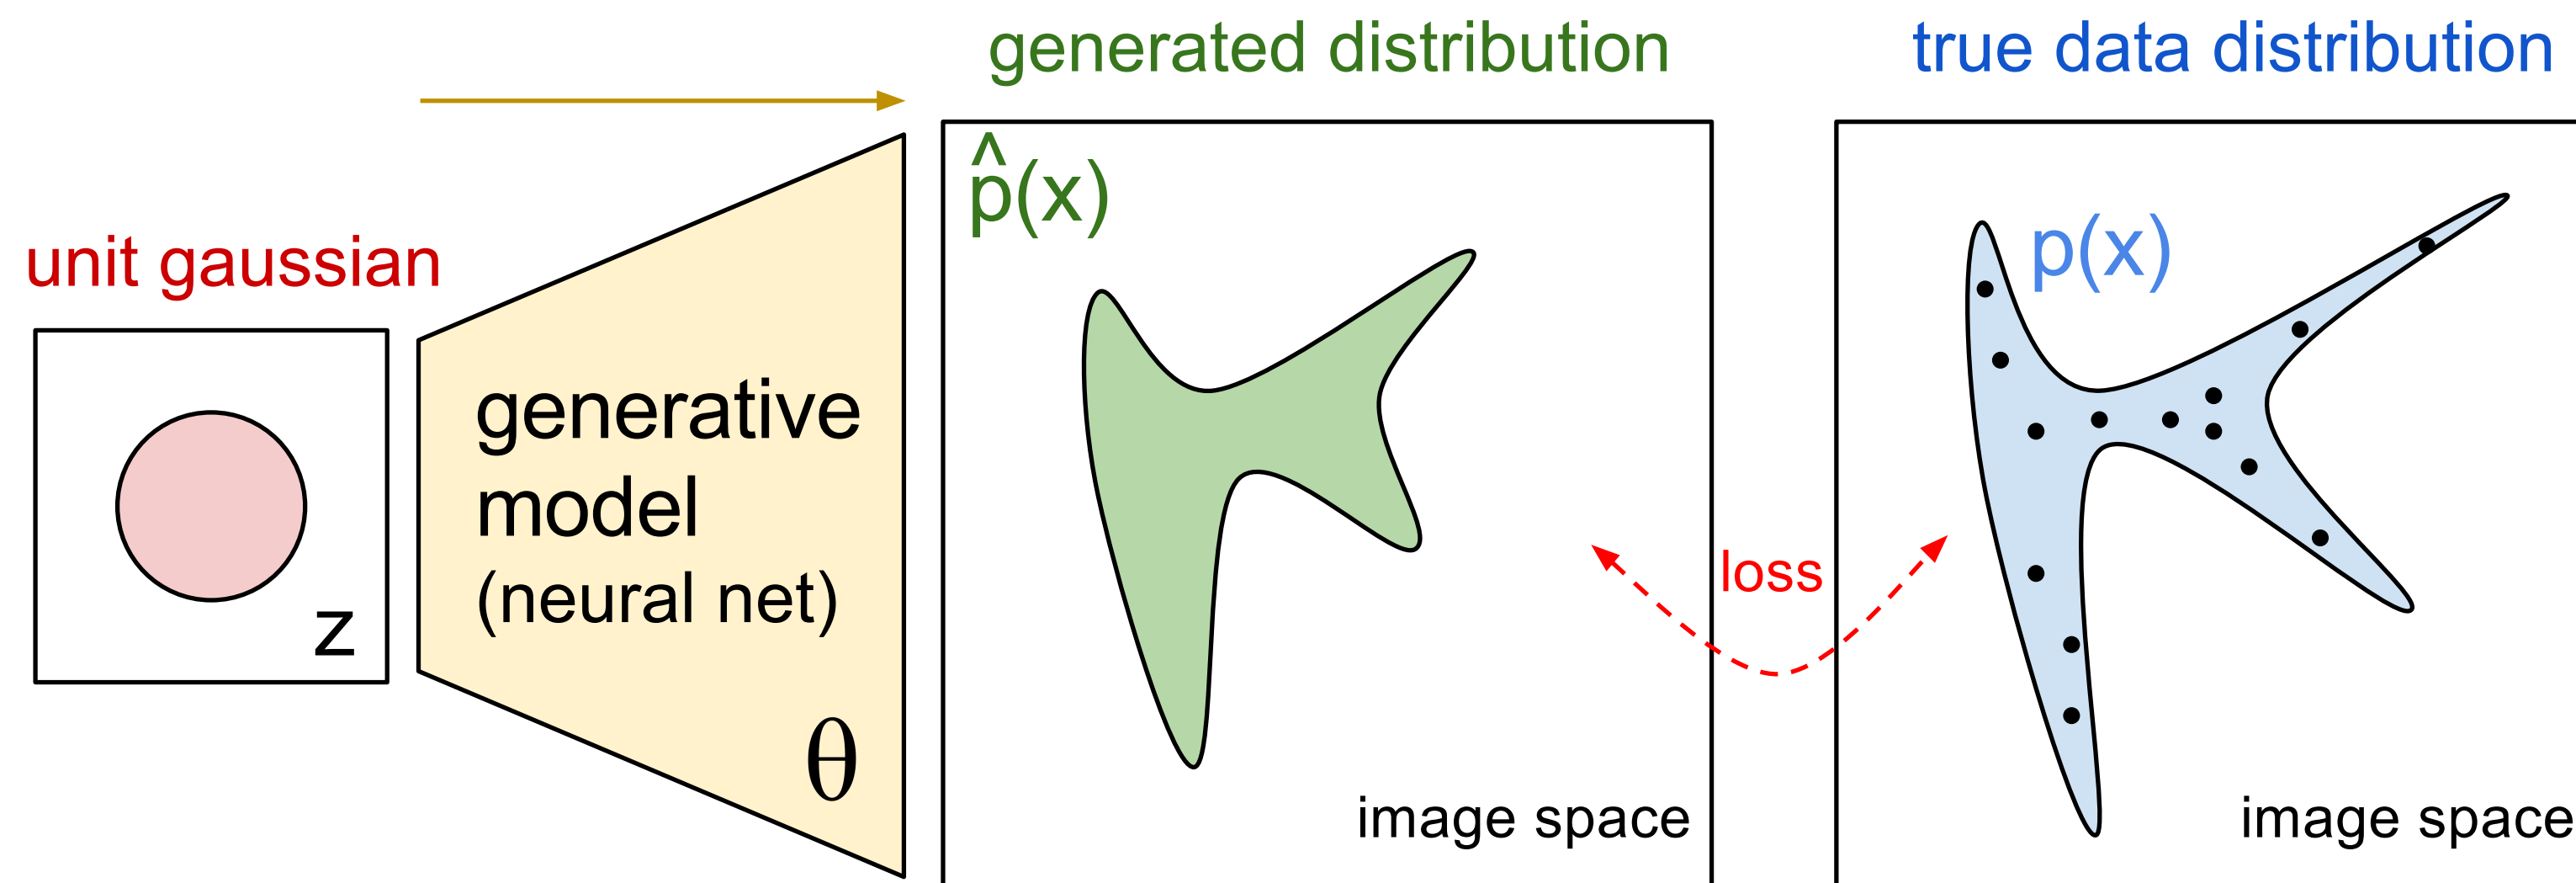 generated distribution
true data distribution
p̂(x)
p(x)
unit gaussian
z
generative
model
(neural net)
θ
loss
image space
image space